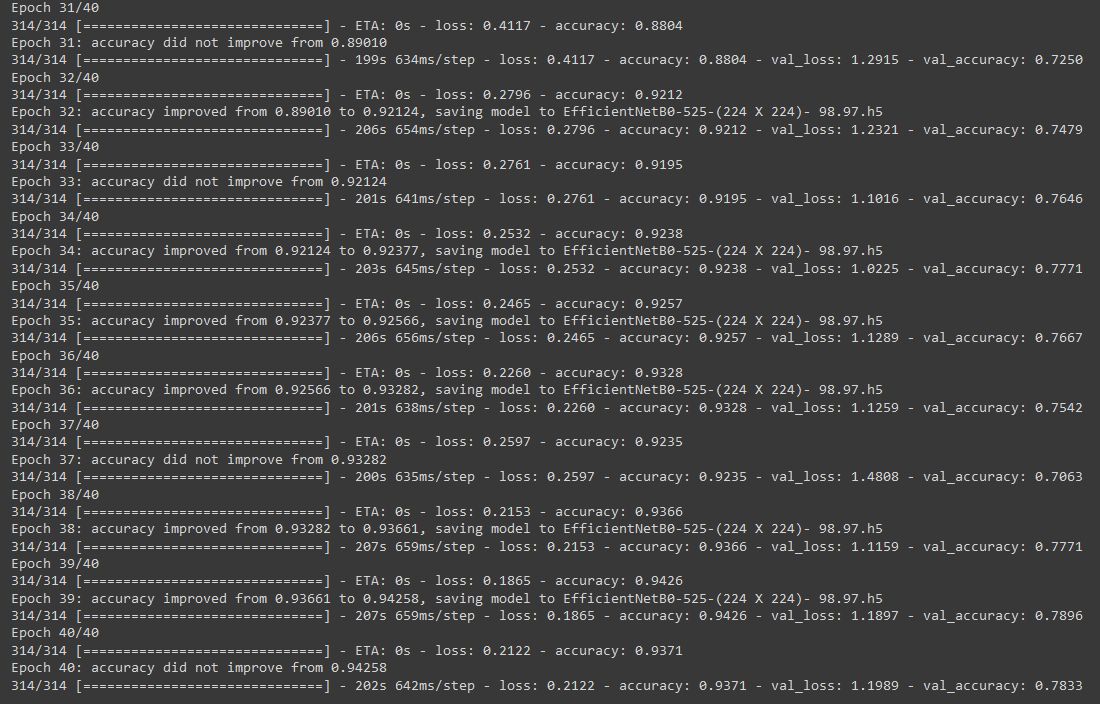 Epoch 31/40
314/314 [==============================] - ETA: 0s - loss: 0.4117 - accuracy: 0.8804
Epoch 31: accuracy did not improve from 0.89010
314/314 [==============================] - 199s 634ms/step - loss: 0.4117 - accuracy: 0.8804 - val_loss: 1.2915 - val_accuracy: 0.7250
Epoch 32/40
314/314 [==============================] - ETA: 0s - loss: 0.2796 - accuracy: 0.9212
Epoch 32: accuracy improved from 0.89010 to 0.92124, saving model to EfficientNetB0-525-(224 X 224)- 98.97.h5
314/314 [==============================] - 206s 654ms/step - loss: 0.2796 - accuracy: 0.9212 - val_loss: 1.2321 - val_accuracy: 0.7479
Epoch 33/40
314/314 [==============================] - ETA: 0s - loss: 0.2761 - accuracy: 0.9195
Epoch 33: accuracy did not improve from 0.92124
314/314 [==============================] - 201s 641ms/step - loss: 0.2761 - accuracy: 0.9195 - val_loss: 1.1016 - val_accuracy: 0.7646
Epoch 34/40
314/314 [==============================] - ETA: 0s - loss: 0.2532 - accuracy: 0.9238
Epoch 34: accuracy improved from 0.92124 to 0.92377, saving model to EfficientNetB0-525-(224 X 224)- 98.97.h5
314/314 [==============================] - 203s 645ms/step - loss: 0.2532 - accuracy: 0.9238 - val_loss: 1.0225 - val_accuracy: 0.7771
Epoch 35/40
314/314 [==============================] - ETA: 0s - loss: 0.2465 - accuracy: 0.9257
Epoch 35: accuracy improved from 0.92377 to 0.92566, saving model to EfficientNetB0-525-(224 X 224)- 98.97.h5
314/314 [==============================] - 206s 656ms/step - loss: 0.2465 - accuracy: 0.9257 - val_loss: 1.1289 - val_accuracy: 0.7667
Epoch 36/40
314/314 [==============================] - ETA: 0s - loss: 0.2260 - accuracy: 0.9328
Epoch 36: accuracy improved from 0.92566 to 0.93282, saving model to EfficientNetB0-525-(224 X 224)- 98.97.h5
314/314 [==============================] - 201s 638ms/step - loss: 0.2260 - accuracy: 0.9328 - val_loss: 1.1259 - val_accuracy: 0.7542
Epoch 37/40
314/314 [==============================] - ETA: 0s - loss: 0.2597 - accuracy: 0.9235
Epoch 37: accuracy did not improve from 0.93282
314/314 [==============================] - 200s 635ms/step - loss: 0.2597 - accuracy: 0.9235 - val_loss: 1.4808 - val_accuracy: 0.7063
Epoch 38/40
314/314 [==============================] - ETA: 0s - loss: 0.2153 - accuracy: 0.9366
Epoch 38: accuracy improved from 0.93282 to 0.93661, saving model to EfficientNetB0-525-(224 X 224)- 98.97.h5
314/314 [==============================] - 207s 659ms/step - loss: 0.2153 - accuracy: 0.9366 - val_loss: 1.1159 - val_accuracy: 0.7771
Epoch 39/40
314/314 [==============================] - ETA: 0s - loss: 0.1865 - accuracy: 0.9426
Epoch 39: accuracy improved from 0.93661 to 0.94258, saving model to EfficientNetB0-525-(224 X 224)- 98.97.h5
314/314 [==============================] - 207s 659ms/step - loss: 0.1865 - accuracy: 0.9426 - val_loss: 1.1897 - val_accuracy: 0.7896
Epoch 40/40
314/314 [==============================] - ETA: 0s - loss: 0.2122 - accuracy: 0.9371
Epoch 40: accuracy did not improve from 0.94258
314/314 [==============================] - 202s 642ms/step - loss: 0.2122 - accuracy: 0.9371 - val_loss: 1.1989 - val_accuracy: 0.7833